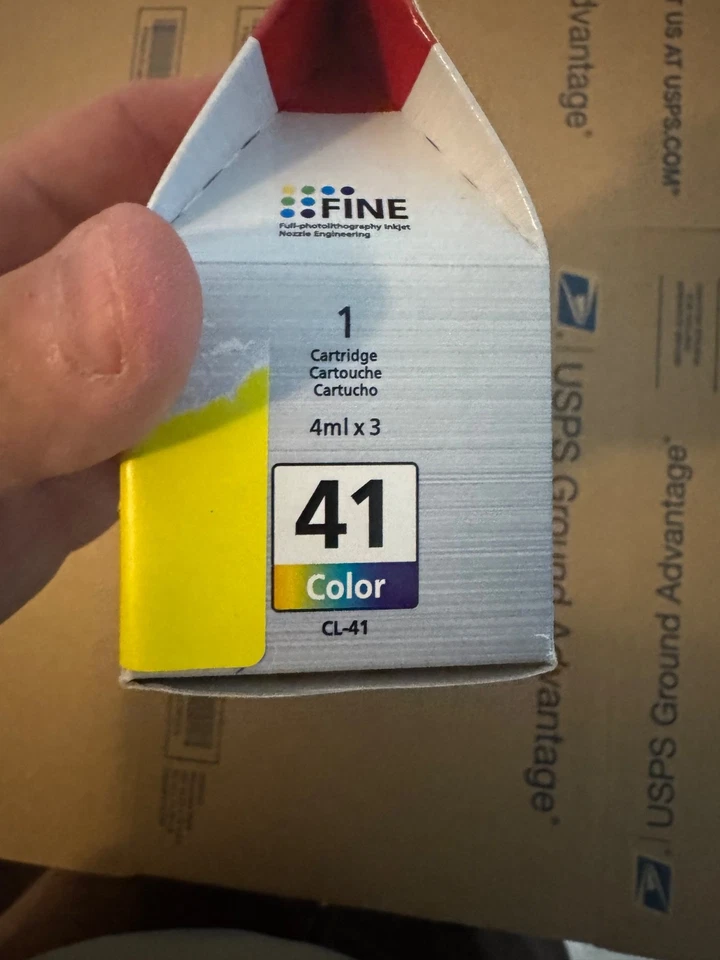 FINE
Full-photolithography Inkjet
Nozzle Engineering
1
Cartridge
Cartouche
Cartucho
4ml x 3
41
Color
CL-41
dvantage®
T US AT USPS.COM®
USPS Ground Advantage®
USPS Ground Advantage®